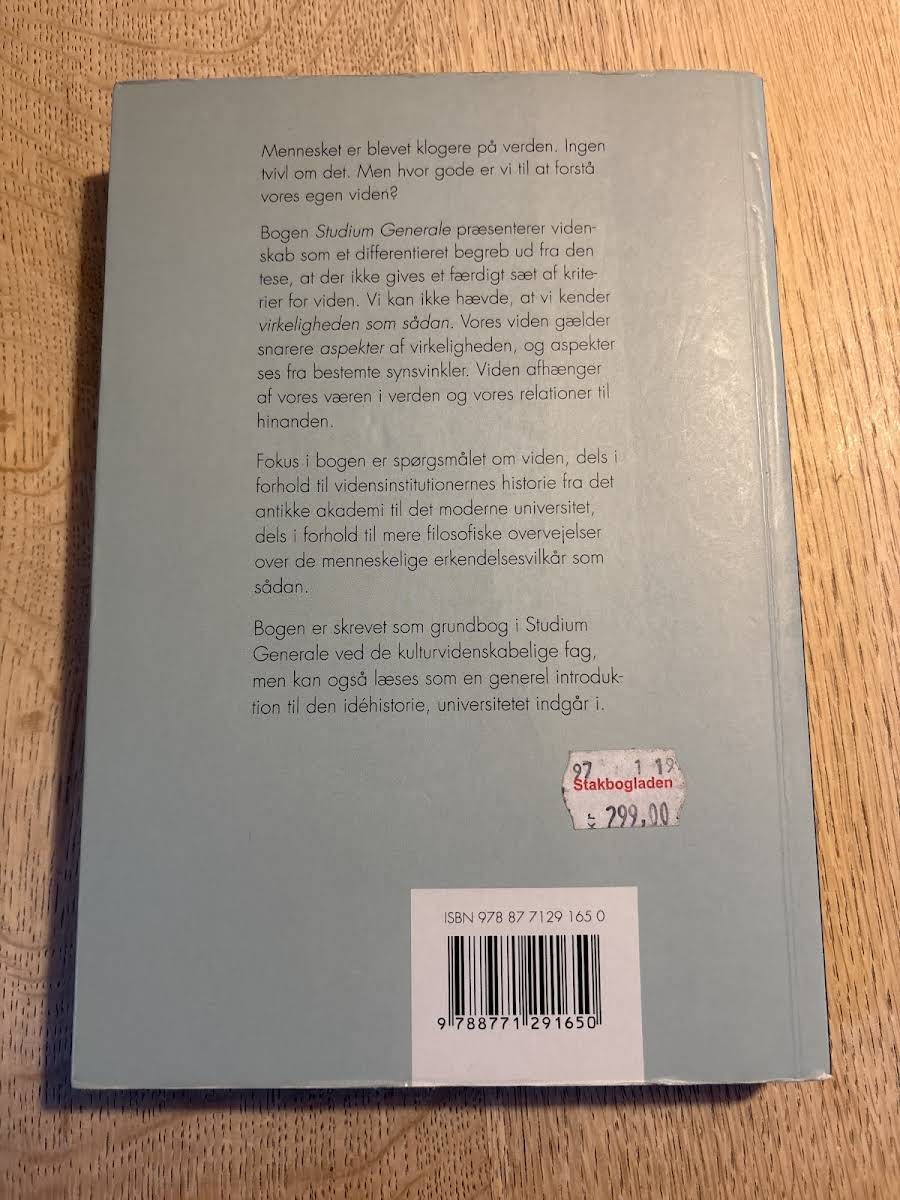 Mennesket er blevet klogere på verden. Ingen
tvivl om det. Men hvor gode er vi til at forstå
vores egen viden?
Bogen Studium Generale præsenterer viden-
skab som et differentieret begreb ud fra den
tese, at der ikke gives et færdigt sæt af krite-
rier for viden. Vi kan ikke hævde, at vi kender
virkeligheden som sådan. Vores viden gælder
snarere aspekter af virkeligheden, og aspekter
ses fra bestemte synsvinkler. Viden afhænger
af vores væren i verden og vores relationer til
hinanden.
Fokus i bogen er spørgsmålet om viden, dels i
forhold til vidensinstitutionernes historie fra det
antikke akademi til det moderne universitet,
dels i forhold til mere filosofiske overvejelser
over de menneskelige erkendelsesvilkår som
sådan.
Bogen er skrevet som grundbog i Studium
Generale ved de kulturvidenskabelige fag,
men kan også læses som en generel introduk-
tion til den idéhistorie, universitetet indgår i.
97 1 19
Stakbogladen
299,00
ISBN 978 87 7129 165 0
9 788771 291650